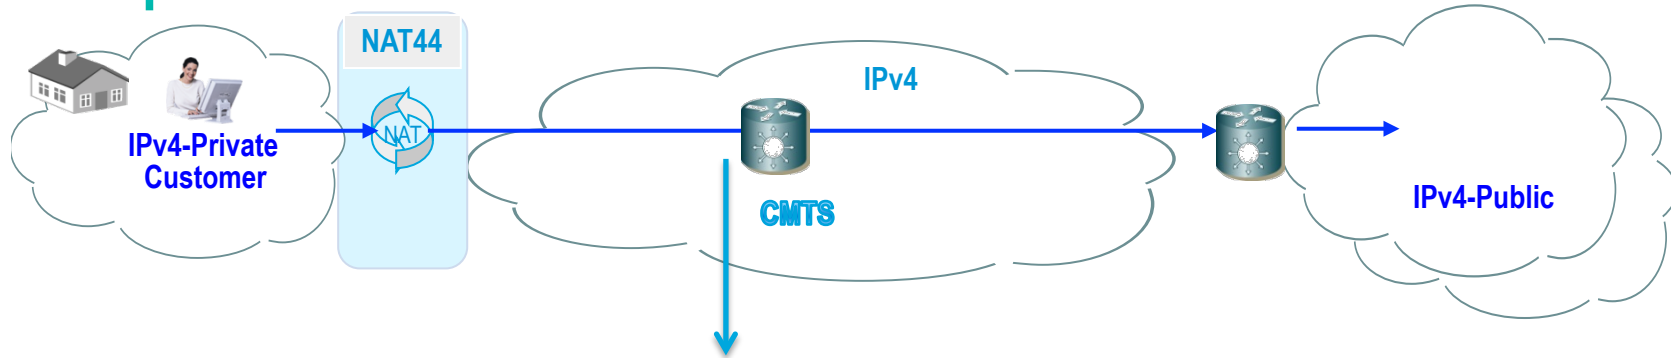 NAT44
IPv4
NAT
IPv4-Private
Customer
CMTS
IPv4-Public